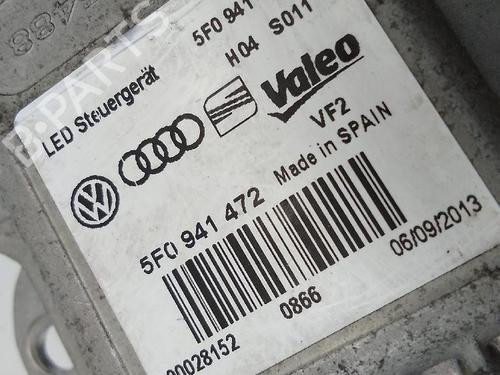 5F0 941
H04 S011
LED Steuergerät
Valeo
VF2
Made in SPAIN
5F0 941 472
0866
06/09/2013
00028152
B-PARTS